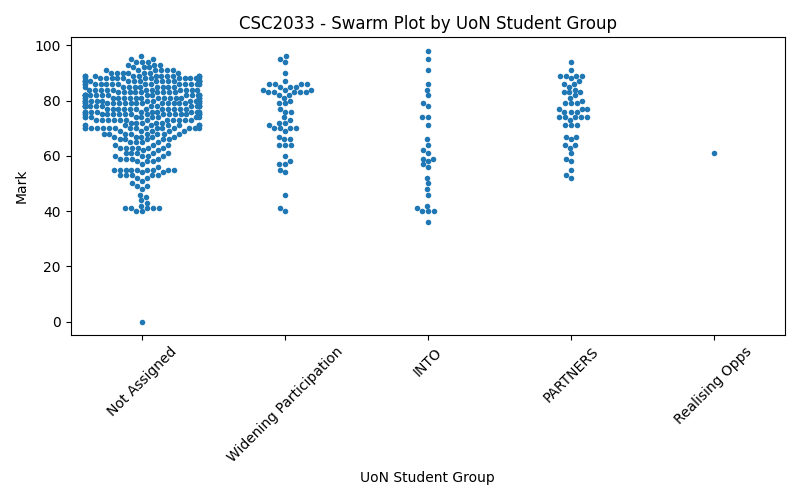 CSC2033 - Swarm Plot by UoN Student Group
Mark
100
80
60
40
20
0
Not Assigned
Widening Participation
INTO
PARTNERS
Realising Opps
UoN Student Group